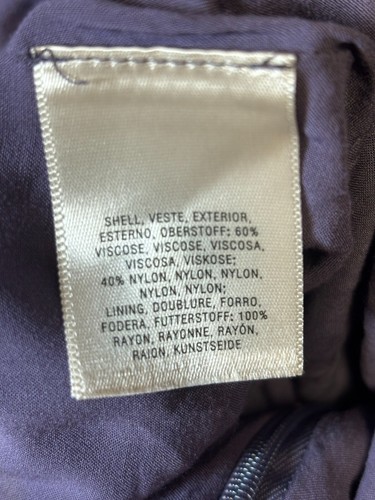 SHELL, VESTE, EXTERIOR,
ESTERNO, OBERSTOFF: 60%
VISCOSE, VISCOSE, VISCOSA,
VISCOSA, VISKOSE;
40% NYLON, NYLON, NYLON,
NYLON, NYLON;
LINING, DOUBLURE, FORRO,
FODERA, FUTTERSTOFF: 100%
RAYON, RAYONNE, RAYÓN,
RAION, KUNSTSEIDE